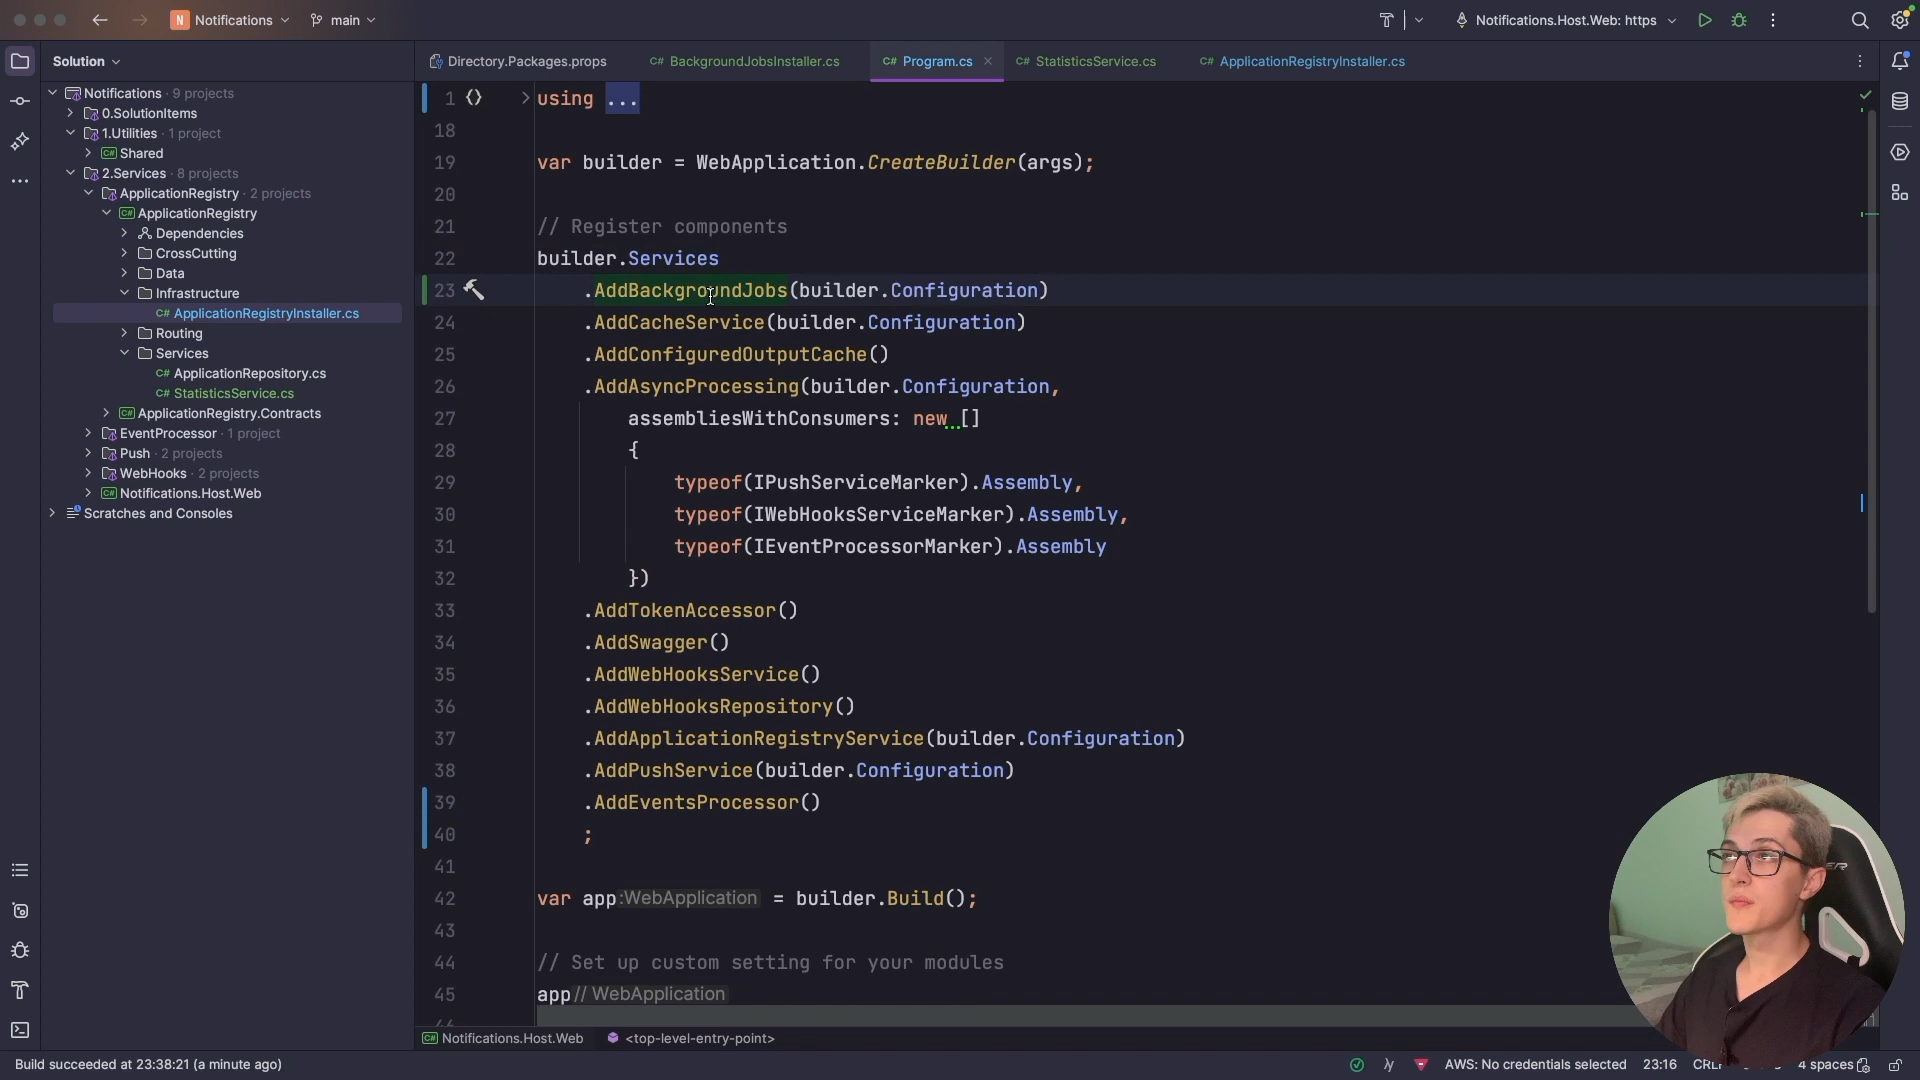 N Notifications
main
Notifications.Host.Web: https
Solution
Directory.Packages.props
C# BackgroundJobsInstaller.cs
C# Program.cs
C# StatisticsService.cs
C# ApplicationRegistryInstaller.cs
Notifications · 9 projects
0.SolutionItems
1.Utilities · 1 project
C# Shared
2.Services · 8 projects
ApplicationRegistry · 2 projects
C# ApplicationRegistry
Dependencies
CrossCutting
Data
Infrastructure
C# ApplicationRegistryInstaller.cs
Routing
Services
C# ApplicationRepository.cs
C# StatisticsService.cs
C# ApplicationRegistry.Contracts
EventProcessor · 1 project
Push · 2 projects
WebHooks · 2 projects
C# Notifications.Host.Web
Scratches and Consoles
1 using ...
18
19 var builder = WebApplication.CreateBuilder(args);
20
21 // Register components
22 builder.Services
23 .AddBackgroundJobs(builder.Configuration)
24 .AddCacheService(builder.Configuration)
25 .AddConfiguredOutputCache()
26 .AddAsyncProcessing(builder.Configuration,
27 assembliesWithConsumers: new []
28 {
29 typeof(IPushServiceMarker).Assembly,
30 typeof(IWebHooksServiceMarker).Assembly,
31 typeof(IEventProcessorMarker).Assembly
32 })
33 .AddTokenAccessor()
34 .AddSwagger()
35 .AddWebHooksService()
36 .AddWebHooksRepository()
37 .AddApplicationRegistryService(builder.Configuration)
38 .AddPushService(builder.Configuration)
39 .AddEventsProcessor()
40 ;
41
42 var app :WebApplication = builder.Build();
43
44 // Set up custom setting for your modules
45 app // WebApplication
C# Notifications.Host.Web
<top-level-entry-point>
Build succeeded at 23:38:21 (a minute ago)
AWS: No credentials selected
23:16
4 spaces